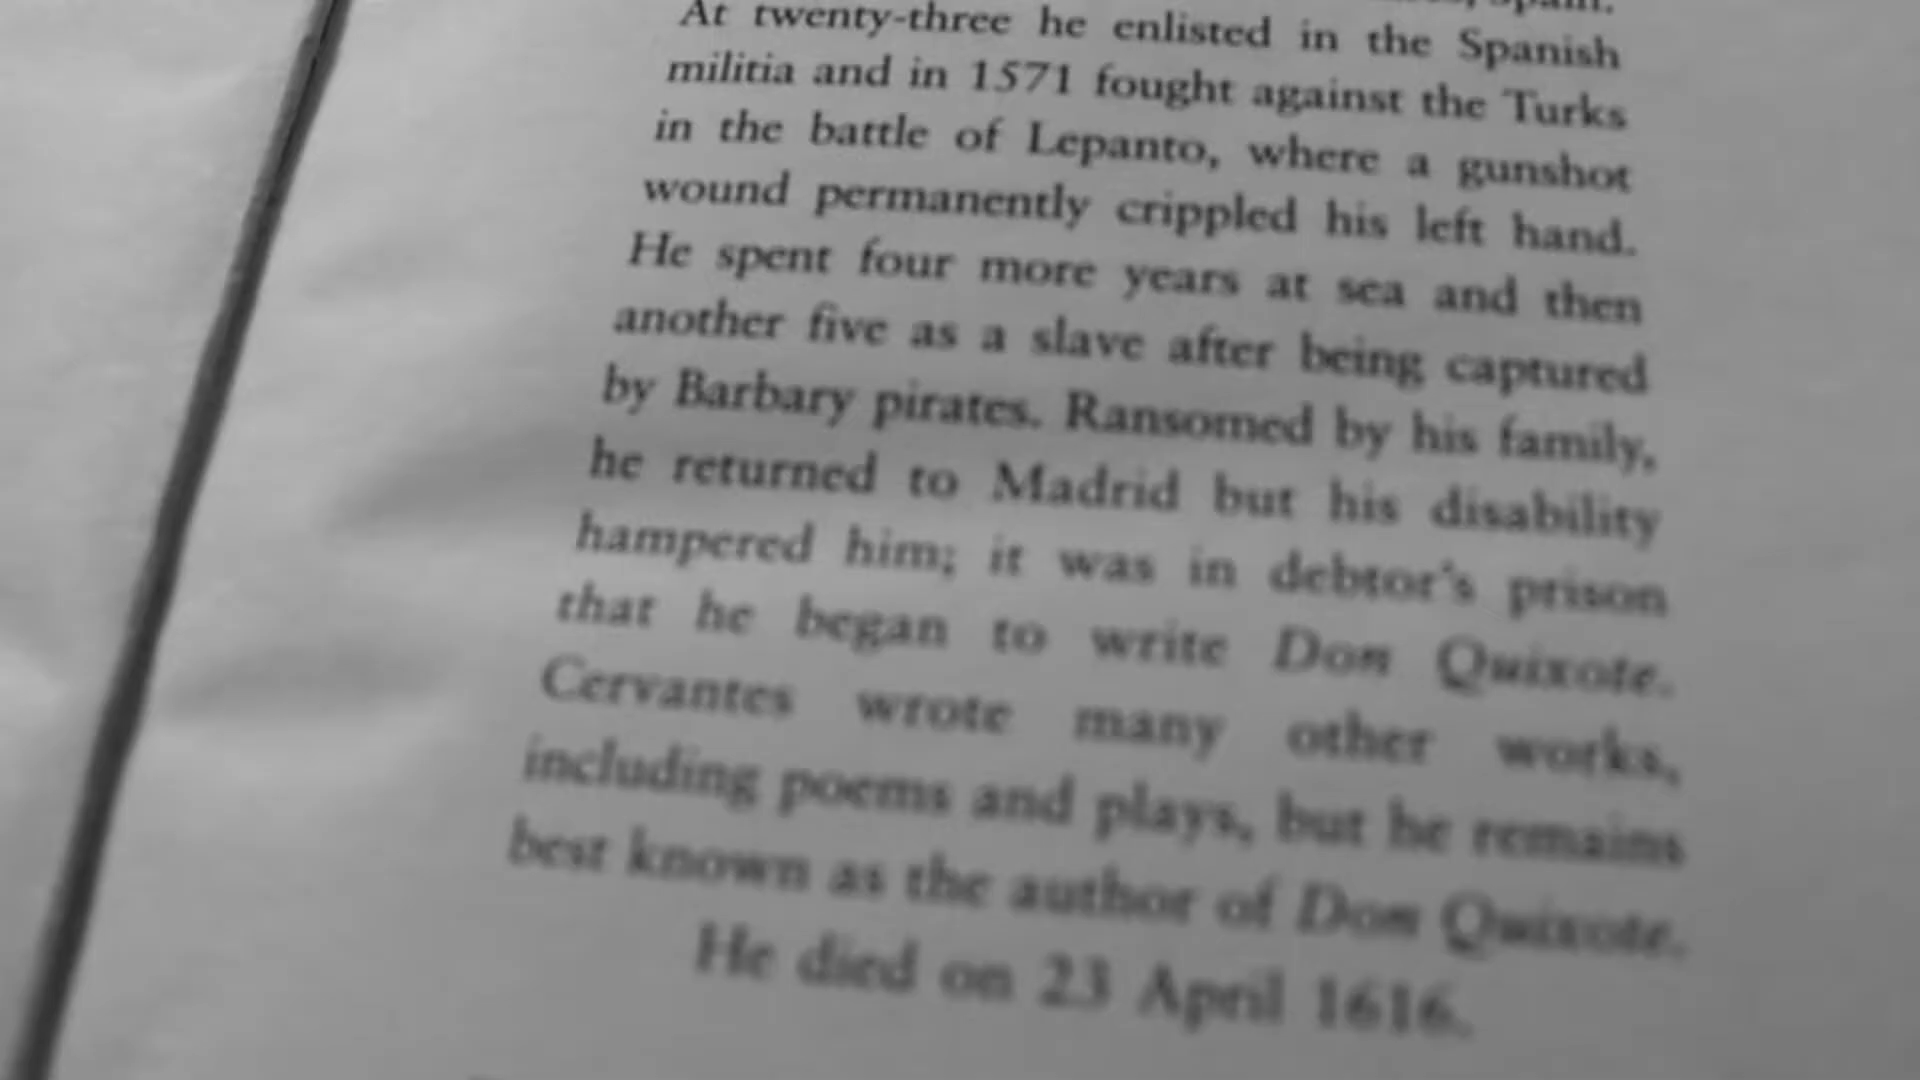 Spain.
At twenty-three he enlisted in the Spanish
militia and in 1571 fought against the Turks
in the battle of Lepanto, where a gunshot
wound permanently crippled his left hand.
He spent four more years at sea and then
another five as a slave after being captured
by Barbary pirates. Ransomed by his family,
he returned to Madrid but his disability
hampered him; it was in debtor's prison
that he began to write Don Quixote.
Cervantes wrote many other works,
including poems and plays, but he remains
best known as the author of Don Quixote.
He died on 23 April 1616.